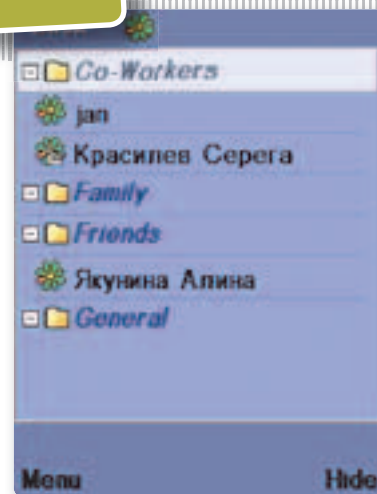 Co-Workers
jan
Красилев Серега
Family
Friends
Якунина Алина
General
Menu
Hide